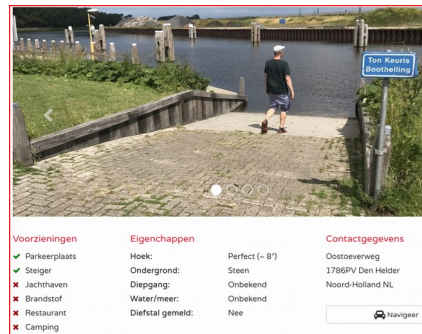 Ton Keuris
Boothelling
Voorzieningen
Parkeerplaats
Steiger
Jachthaven
Brandstof
Restaurant
Camping
Eigenchappen
Hoek: Perfect (~ 8°)
Ondergrond: Steen
Diepgang: Onbekend
Water/meer: Onbekend
Diefstal gemeld: Nee
Contactgegevens
Oostoeverweg
1786PV Den Helder
Noord-Holland NL
Navigeer